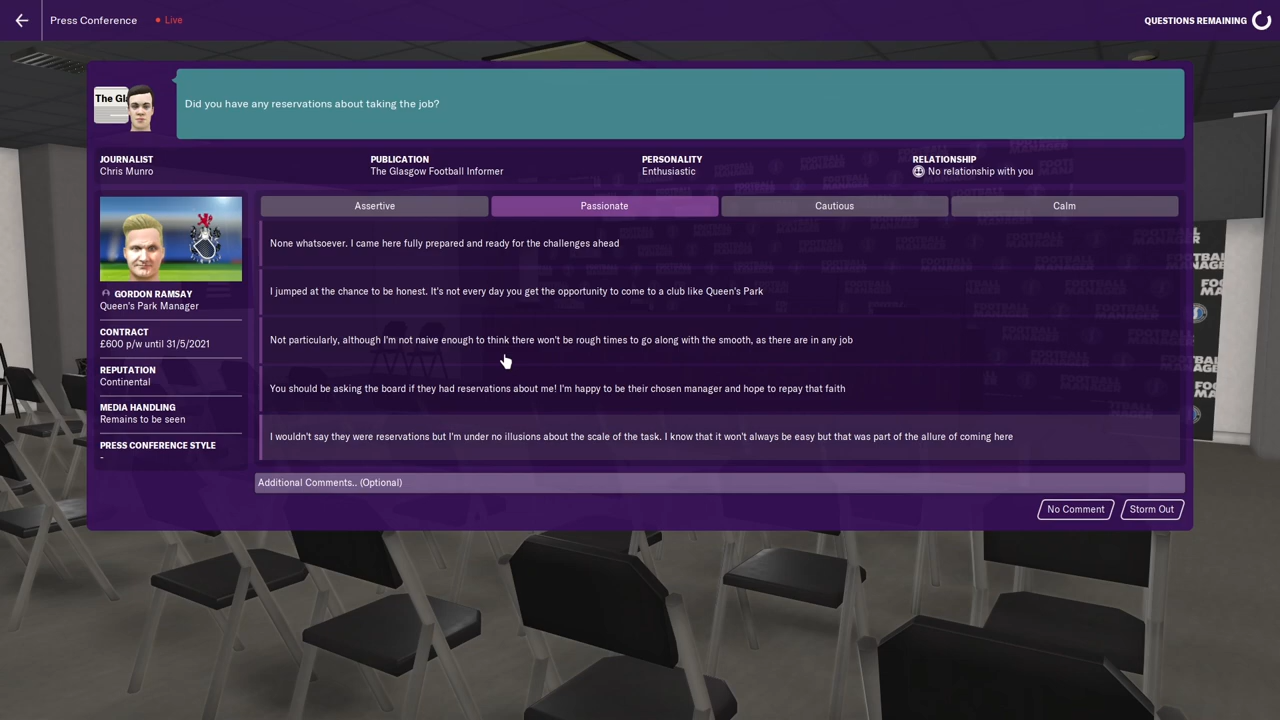 Press Conference
Live
QUESTIONS REMAINING
The Gla
Did you have any reservations about taking the job?
JOURNALIST
Chris Munro
PUBLICATION
The Glasgow Football Informer
PERSONALITY
Enthusiastic
RELATIONSHIP
No relationship with you
Assertive
Passionate
Cautious
Calm
None whatsoever. I came here fully prepared and ready for the challenges ahead
I jumped at the chance to be honest. It's not every day you get the opportunity to come to a club like Queen's Park
Not particularly, although I'm not naive enough to think there won't be rough times to go along with the smooth, as there are in any job
You should be asking the board if they had reservations about me! I'm happy to be their chosen manager and hope to repay that faith
I wouldn't say they were reservations but I'm under no illusions about the scale of the task. I know that it won't always be easy but that was part of the allure of coming here
GORDON RAMSAY
Queen's Park Manager
CONTRACT
£600 p/w until 31/5/2021
REPUTATION
Continental
MEDIA HANDLING
Remains to be seen
PRESS CONFERENCE STYLE
-
Additional Comments.. (Optional)
No Comment
Storm Out
FOOTBALL
MANAGER